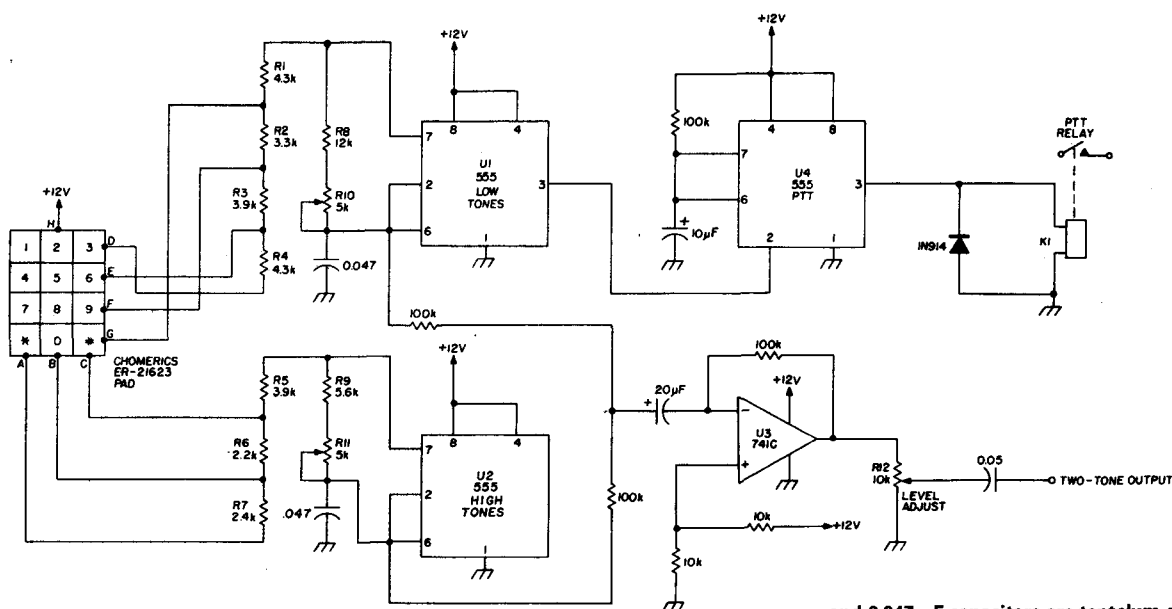 +12V
R1
4.3k
R2
3.3k
R3
3.9k
R4
4.3k
R8
12k
R10
5k
0.047
+12V
8
4
7
2
6
3
1
U1
555
LOW
TONES
+12V
100k
10µF
+
4
8
7
6
2
3
1
U4
555
PTT
1N914
PTT
RELAY
K1
+12V
H
1 2 3 D
4 5 6 E
7 8 9 F
* 0 * G
A B C
CHOMERICS
ER-21623
PAD
100k
R5
3.9k
R6
2.2k
R7
2.4k
R9
5.6k
R11
5k
.047
+12V
8
4
7
2
6
1
U2
555
HIGH
TONES
100k
20µF
+
100k
+12V
−
+
U3
741C
10k
+12V
10k
R12
10k
LEVEL
ADJUST
0.05
TWO-TONE OUTPUT